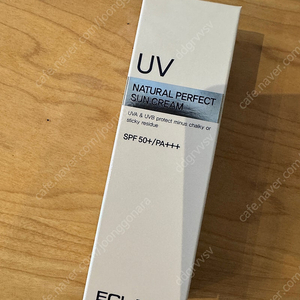 UV
NATURAL PERFECT
SUN CREAM
UVA & UVB protect minus chalky or
sticky residue
SPF 50+/PA+++
cafe.naver.com